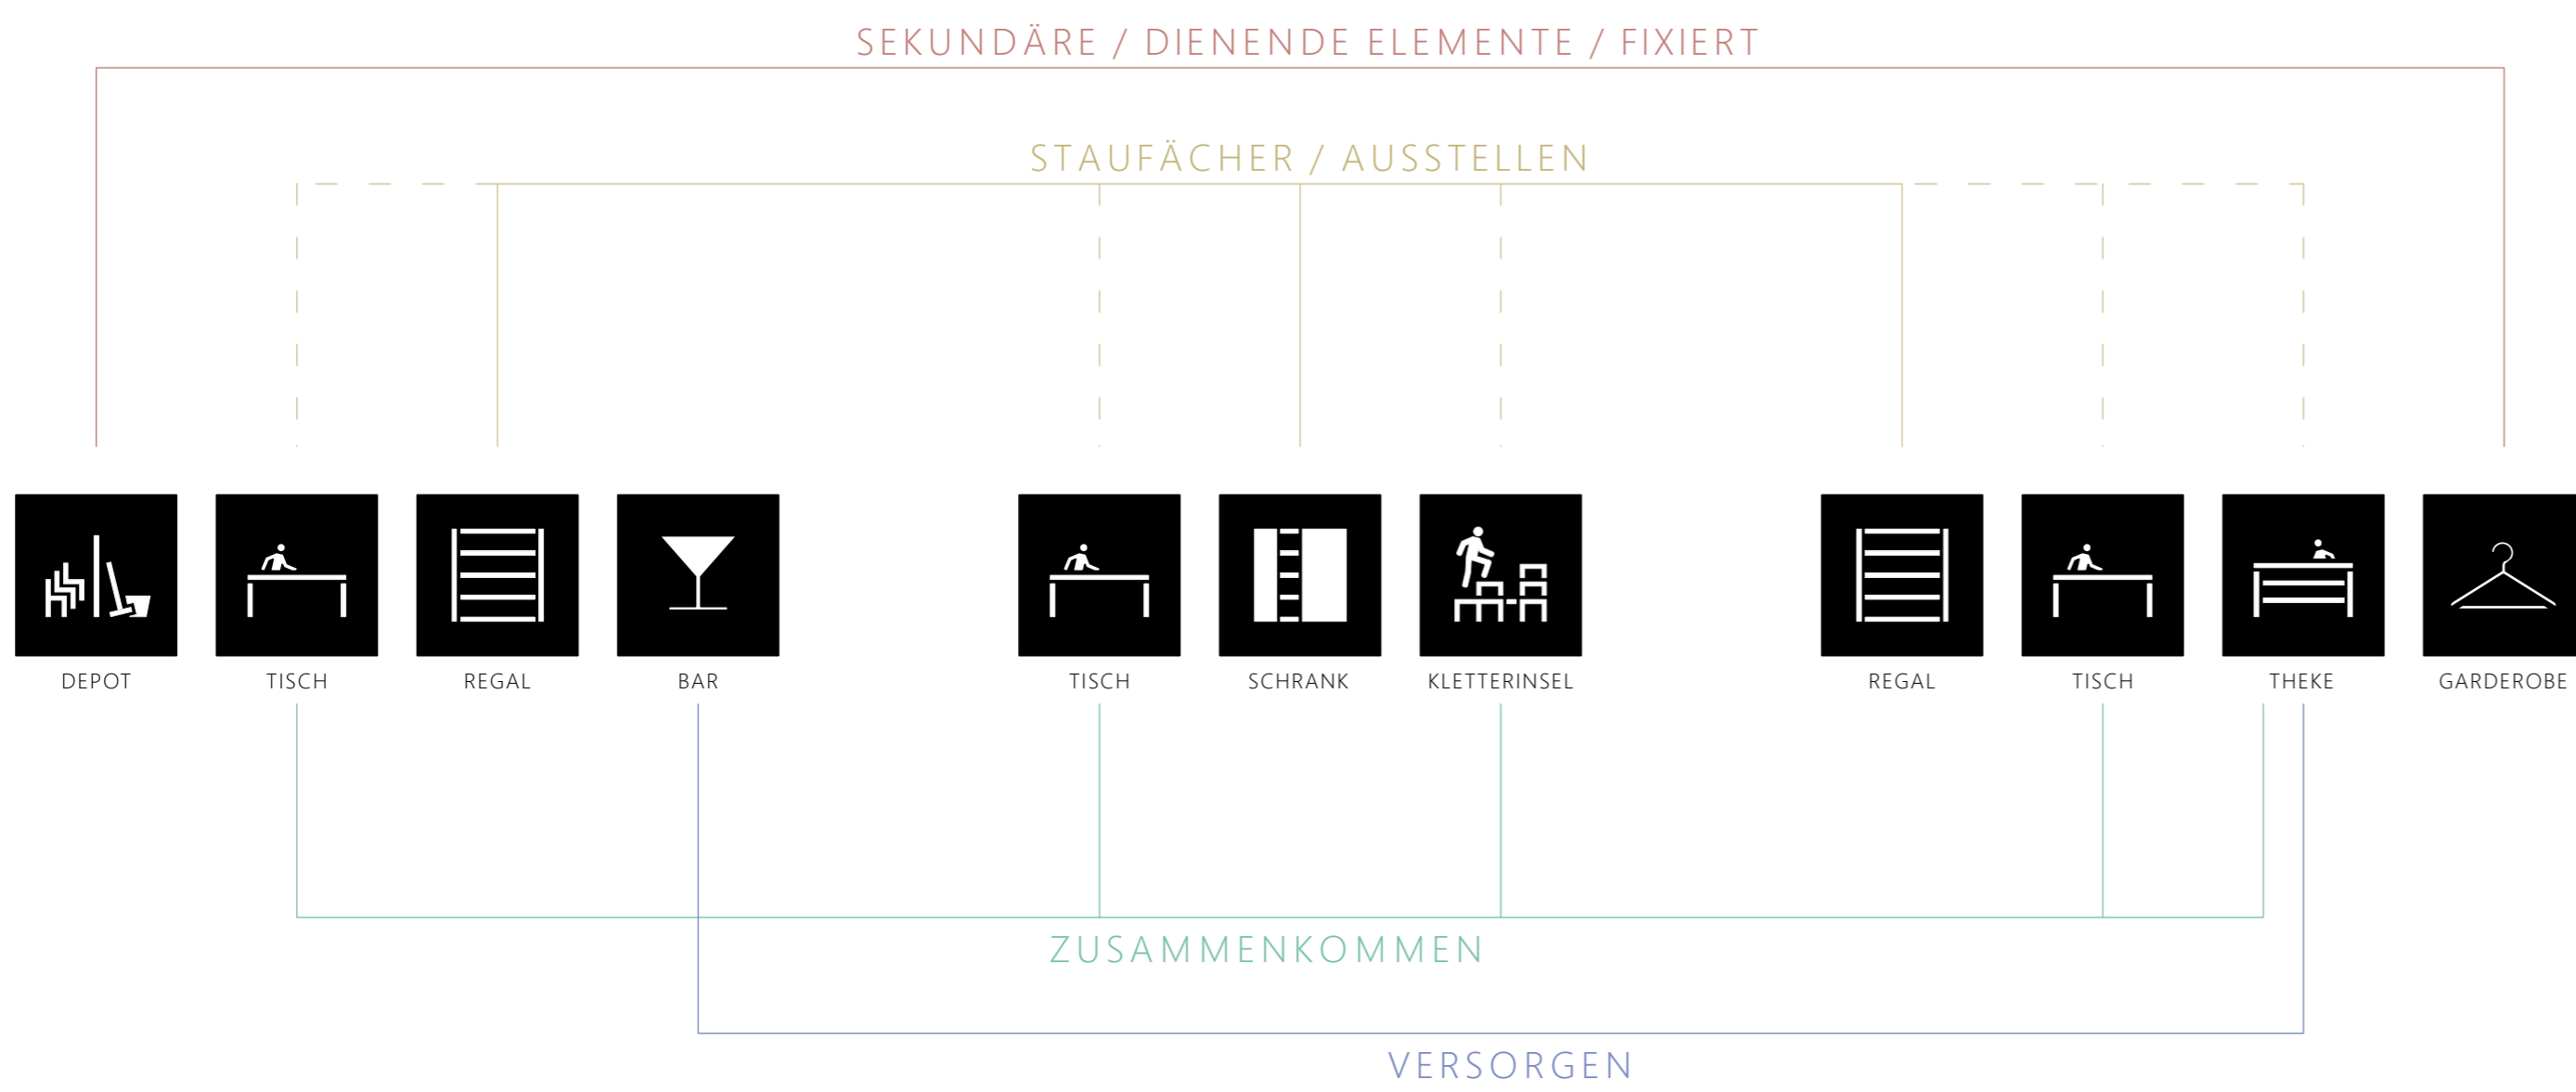 SEKUNDÄRE / DIENENDE ELEMENTE / FIXIERT
STAUFÄCHER / AUSSTELLEN
DEPOT TISCH REGAL BAR TISCH SCHRANK KLETTERINSEL REGAL TISCH THEKE GARDEROBE
ZUSAMMENKOMMEN
VERSORGEN